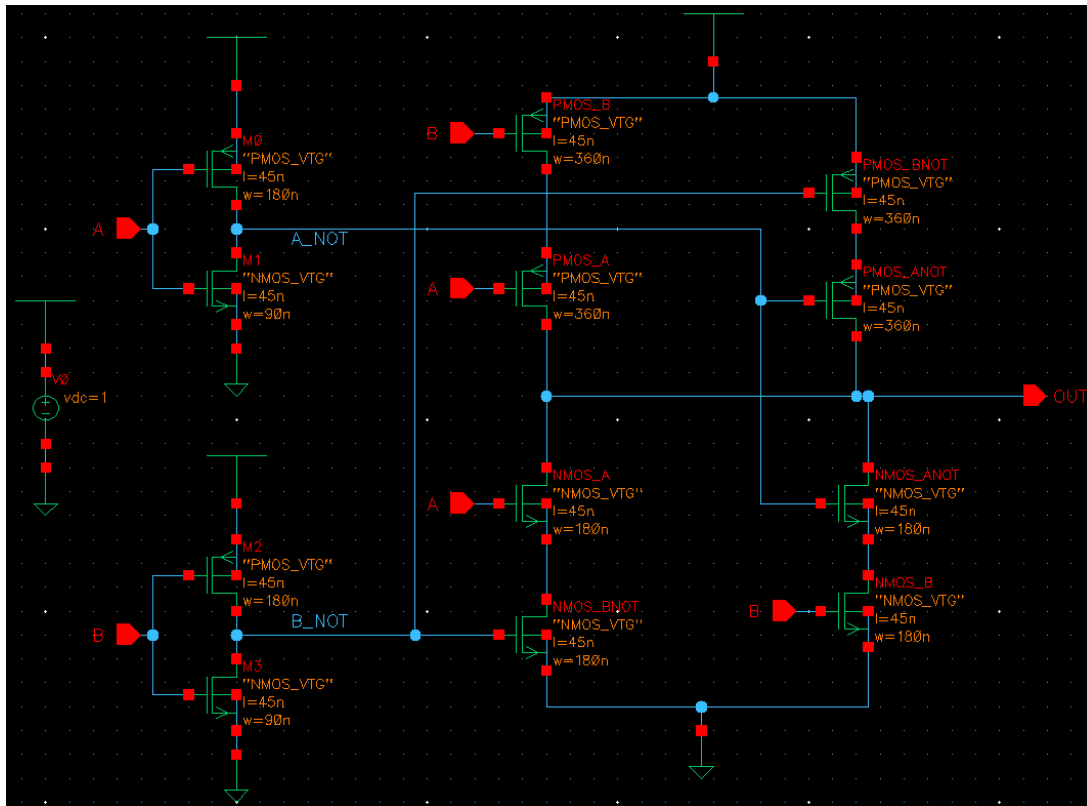 M0
"PMOS_VTG"
l=45n
w=180n
A
A_NOT
M1
"NMOS_VTG"
l=45n
w=90n
V0
vdc=1
M2
"PMOS_VTG"
l=45n
w=180n
B
B_NOT
M3
"NMOS_VTG"
l=45n
w=90n
PMOS_B
B
"PMOS_VTG"
l=45n
w=360n
PMOS_A
A
"PMOS_VTG"
l=45n
w=360n
NMOS_A
A
"NMOS_VTG"
l=45n
w=180n
NMOS_BNOT
"NMOS_VTG"
l=45n
w=180n
PMOS_BNOT
"PMOS_VTG"
l=45n
w=360n
PMOS_ANOT
"PMOS_VTG"
l=45n
w=360n
OUT
NMOS_ANOT
"NMOS_VTG"
l=45n
w=180n
NMOS_B
B
"NMOS_VTG"
l=45n
w=180n